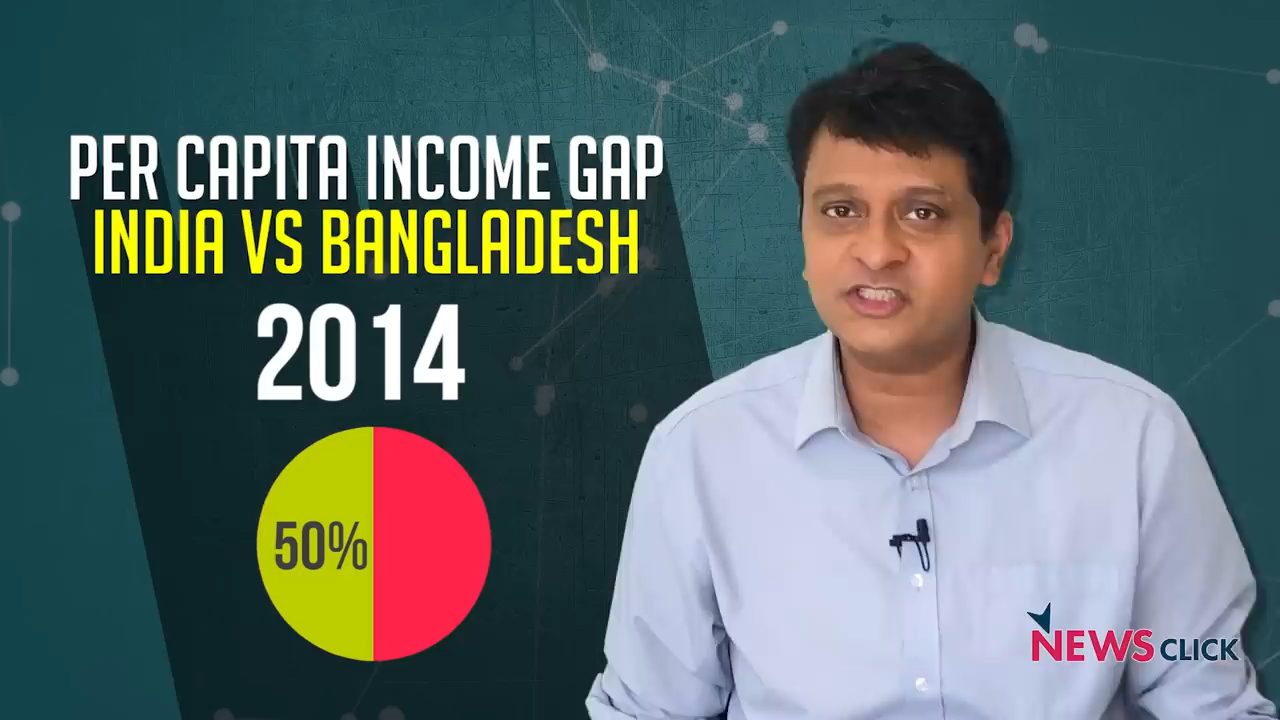 PER CAPITA INCOME GAP
INDIA VS BANGLADESH
2014
50%
NEWSCLICK